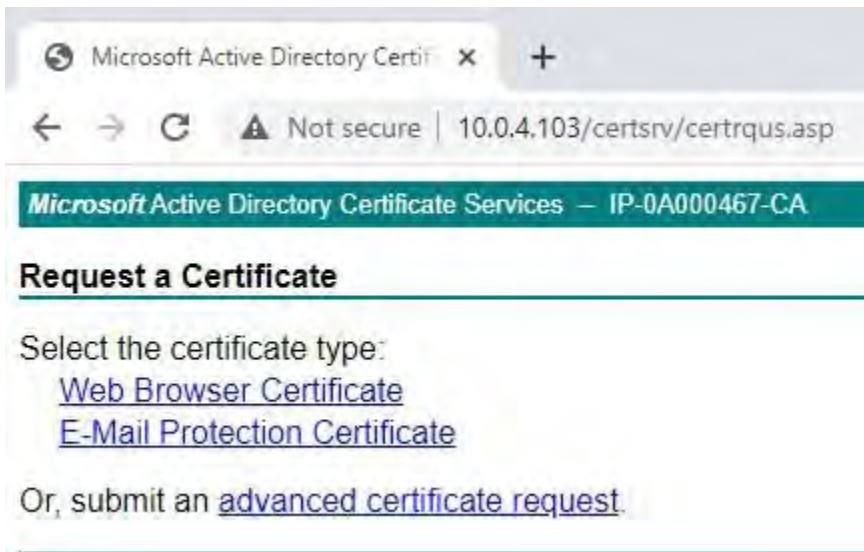 Microsoft Active Directory Certif
Not secure | 10.0.4.103/certsrv/certrqus.asp
Microsoft Active Directory Certificate Services – IP-0A000467-CA
Request a Certificate
Select the certificate type:
Web Browser Certificate
E-Mail Protection Certificate
Or, submit an advanced certificate request.